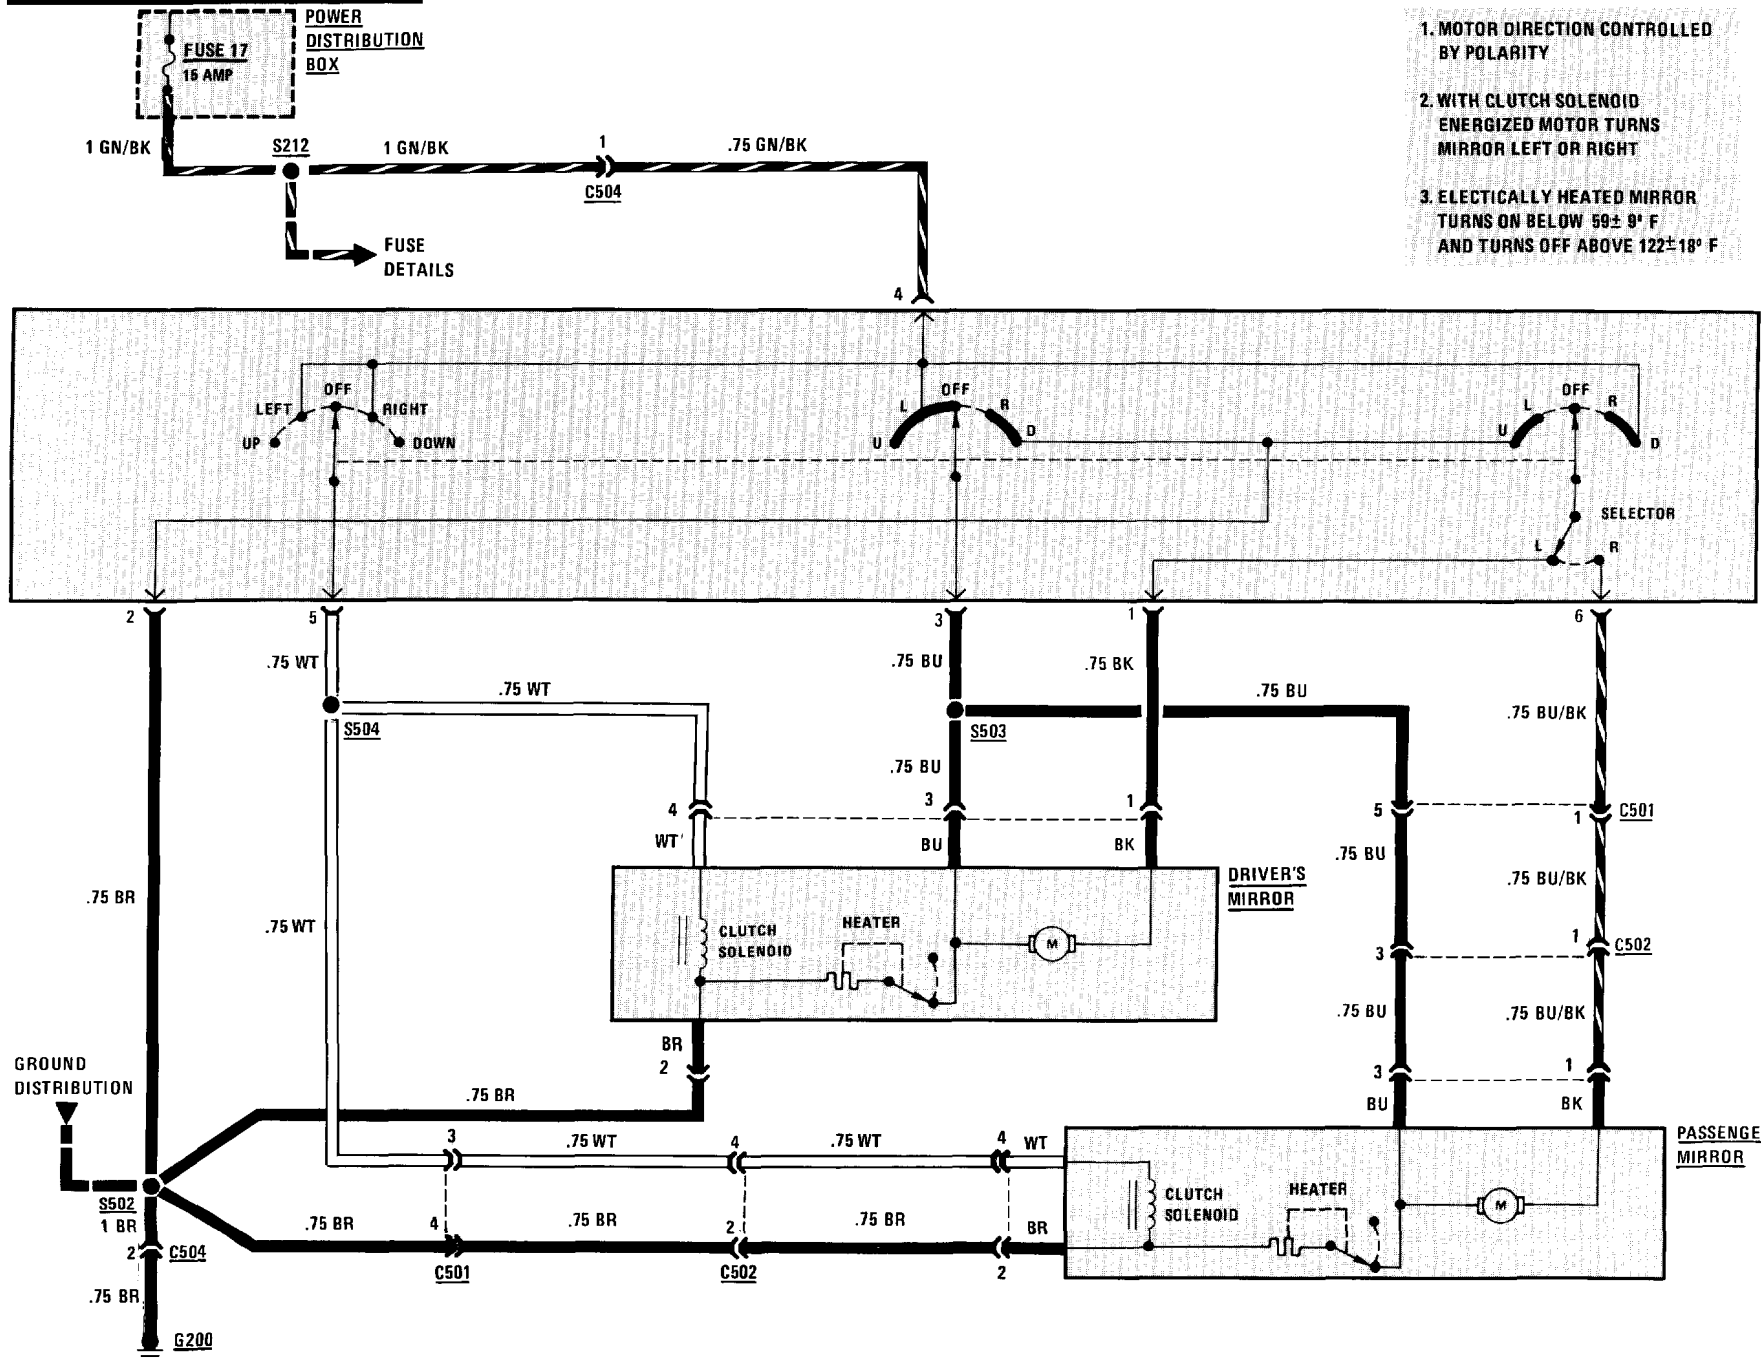 POWER
DISTRIBUTION
BOX
FUSE 17
15 AMP
1. MOTOR DIRECTION CONTROLLED
BY POLARITY
2. WITH CLUTCH SOLENOID
ENERGIZED MOTOR TURNS
MIRROR LEFT OR RIGHT
3. ELECTICALLY HEATED MIRROR
TURNS ON BELOW 59± 9° F
AND TURNS OFF ABOVE 122±18° F
1 GN/BK
S212
1 GN/BK
1
C504
.75 GN/BK
FUSE
DETAILS
4
LEFT
OFF
RIGHT
UP
DOWN
L
OFF
R
U
D
L
OFF
R
U
D
SELECTOR
L
R
2
5
3
1
6
.75 WT
.75 BU
.75 BK
.75 WT
.75 BU
.75 BU/BK
S504
S503
.75 BU
4
3
1
5
1
C501
WT
BU
BK
.75 BU
.75 BR
.75 WT
DRIVER'S
MIRROR
CLUTCH
SOLENOID
HEATER
M
.75 BU/BK
3
1
C502
.75 BU
.75 BU/BK
BR
2
3
1
BU
BK
GROUND
DISTRIBUTION
.75 BR
3
.75 WT
4
.75 WT
4
WT
PASSENGE
MIRROR
S502
1 BR
2
C504
.75 BR
G200
.75 BR
4
C501
.75 BR
2
C502
.75 BR
2
BR
CLUTCH
SOLENOID
HEATER
M